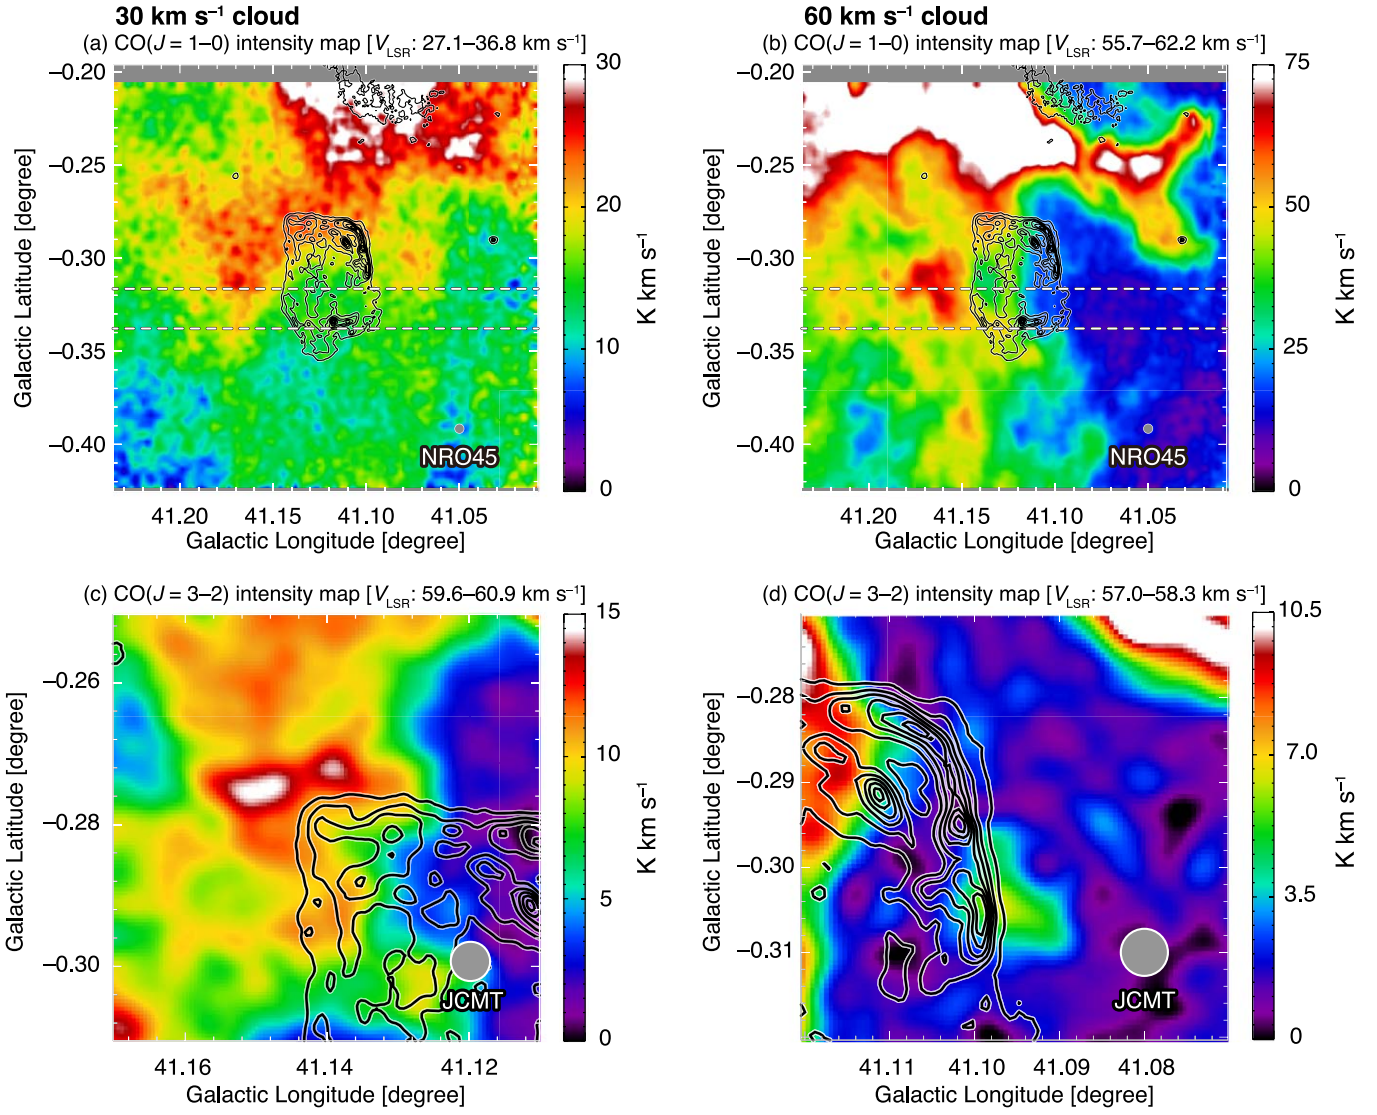 30 km s⁻¹ cloud
(a) CO(J = 1–0) intensity map [V_LSR: 27.1–36.8 km s⁻¹]
−0.20
−0.25
−0.30
−0.35
−0.40
Galactic Latitude [degree]
41.20 41.15 41.10 41.05
Galactic Longitude [degree]
NRO45
30
20
10
0
K km s⁻¹
60 km s⁻¹ cloud
(b) CO(J = 1–0) intensity map [V_LSR: 55.7–62.2 km s⁻¹]
−0.20
−0.25
−0.30
−0.35
−0.40
Galactic Latitude [degree]
41.20 41.15 41.10 41.05
Galactic Longitude [degree]
NRO45
75
50
25
0
K km s⁻¹
(c) CO(J = 3–2) intensity map [V_LSR: 59.6–60.9 km s⁻¹]
−0.26
−0.28
−0.30
Galactic Latitude [degree]
41.16 41.14 41.12
Galactic Longitude [degree]
JCMT
15
10
5
0
K km s⁻¹
(d) CO(J = 3–2) intensity map [V_LSR: 57.0–58.3 km s⁻¹]
−0.28
−0.29
−0.30
−0.31
Galactic Latitude [degree]
41.11 41.10 41.09 41.08
Galactic Longitude [degree]
JCMT
10.5
7.0
3.5
0
K km s⁻¹